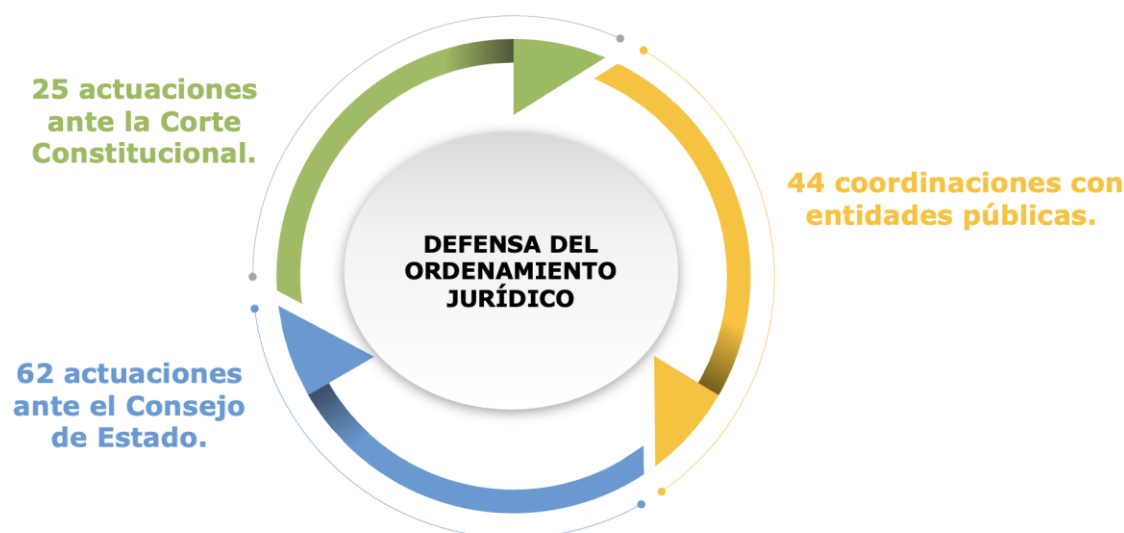 25 actuaciones
ante la Corte
Constitucional.
44 coordinaciones con
entidades públicas.
DEFENSA DEL
ORDENAMIENTO
JURÍDICO
62 actuaciones
ante el Consejo
de Estado.